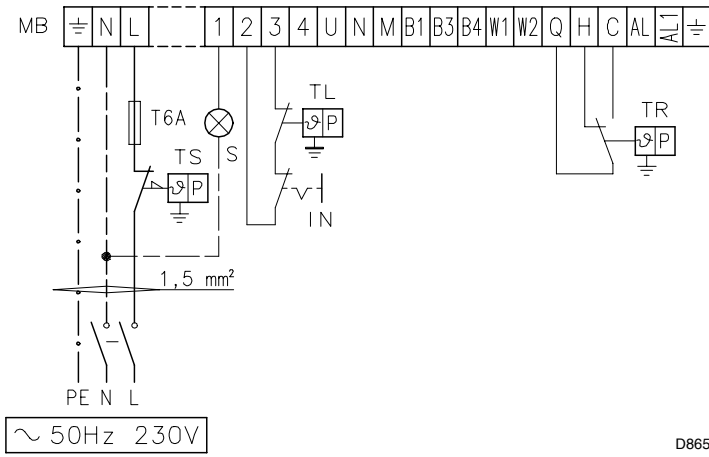 MB ⏚ N L 1 2 3 4 U N M B1 B3 B4 W1 W2 Q H C AL AL1 ⏚
T6A
S
TL
ϑ P
TR
ϑ P
TS
ϑ P
IN
1,5 mm²
PE N L
~ 50Hz 230V
D865